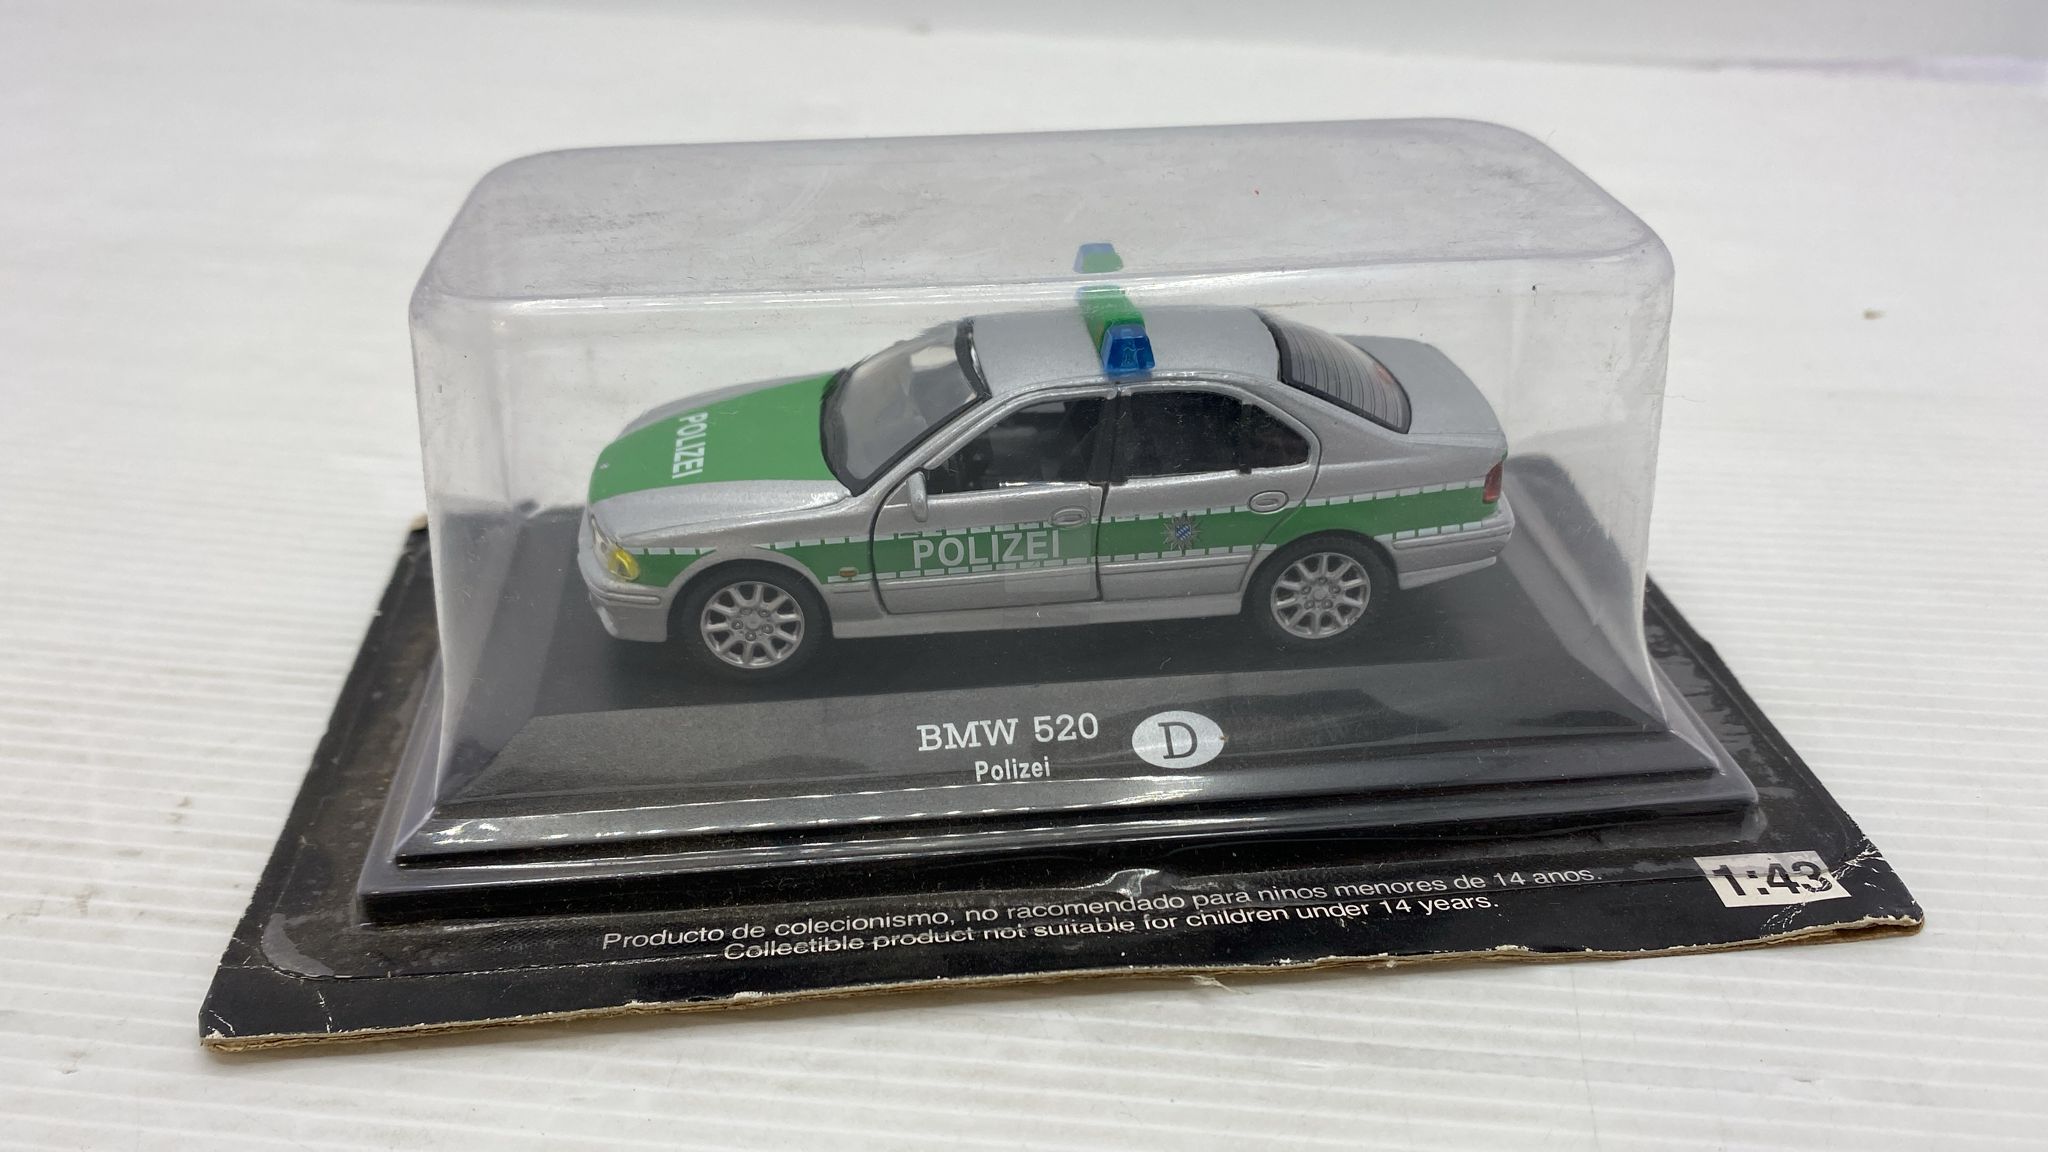 POLIZEI
POLIZEI
BMW 520 D
Polizei
1:43
Producto de colecionismo, no racomendado para ninos menores de 14 anos.
Collectible product not suitable for children under 14 years.